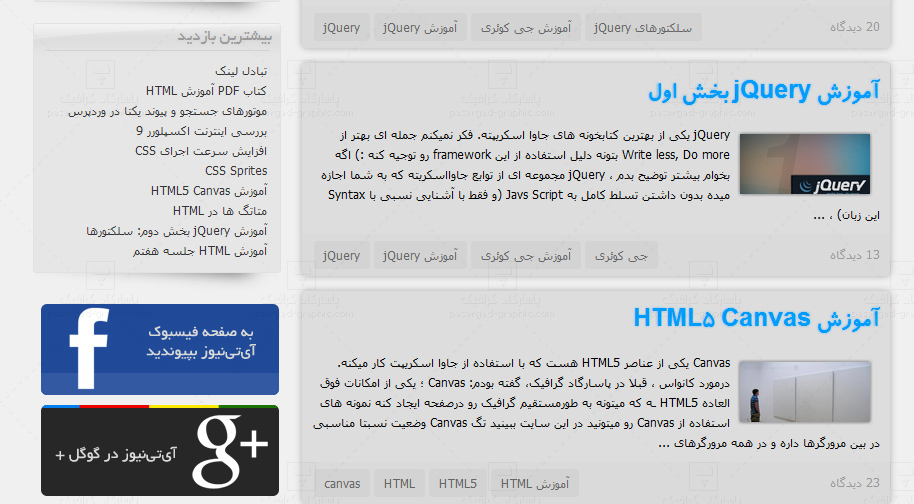 20 دیدگاه
سلکتورهای jQuery
آموزش جی کوئری
آموزش jQuery
jQuery
آموزش jQuery بخش اول
jQuery یکی از بهترین کتابخونه های جاوا اسکریپته. فکر نمیکنم جمله ای بهتر از
Write less, Do more بتونه دلیل استفاده از این framework رو توجیه کنه :) اگه
بخوام بیشتر توضیح بدم ، jQuery مجموعه ای از توابع جاوااسکریپته که به شما اجازه
میده بدون داشتن تسلط کامل به Javs Script (و فقط با آشنایی نسبی با Syntax
این زبان) ، ...
jQuery
13 دیدگاه
جی کوئری
آموزش جی کوئری
آموزش jQuery
jQuery
آموزش HTML۵ Canvas
Canvas یکی از عناصر HTML5 هست که با استفاده از جاوا اسکریپت کار میکنه.
درمورد کانواس ، قبلا در پاسارگاد گرافیک، گفته بودم: Canvas ؛ یکی از امکانات فوق
العاده HTML5 ـه که میتونه به طورمستقیم گرافیک رو درصفحه ایجاد کنه نمونه های
استفاده از Canvas رو میتونید در این سایت ببینید تگ Canvas وضعیت نسبتا مناسبی
در بین مرورگرها داره و در همه مرورگرهای ...
23 دیدگاه
آموزش HTML
HTML5
HTML
canvas
بیشترین بازدید
تبادل لینک
کتاب PDF آموزش HTML
موتورهای جستجو و پیوند یکتا در وردپرس
بررسی اینترنت اکسپلورر 9
افزایش سرعت اجرای CSS
CSS Sprites
آموزش HTML5 Canvas
متاتگ ها در HTML
آموزش jQuery بخش دوم: سلکتورها
آموزش HTML جلسه هفتم
به صفحه فیسبوک
آی‌تی‌نیوز بپیوندید
f
آی‌تی‌نیوز در گوگل +
g+
پاسارگاد گرافیک
pasargad-graphic.com